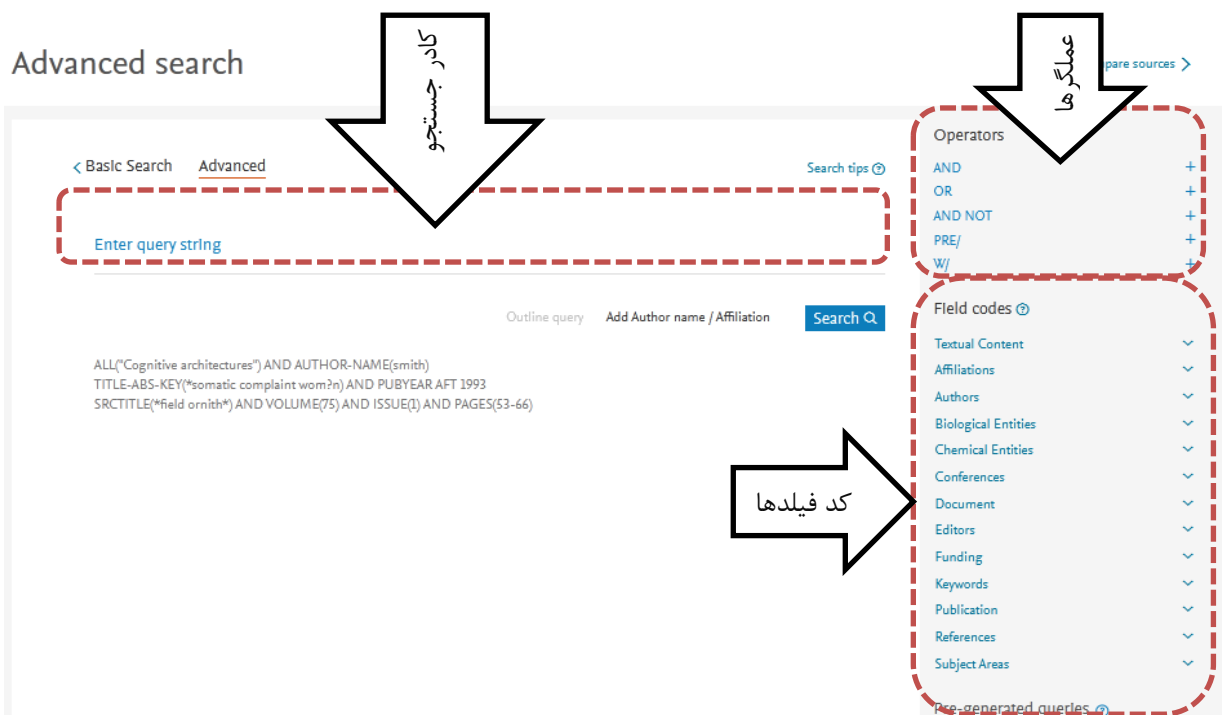 Advanced search
کادر جستجو
عملگرها
pare sources
Basic Search
Advanced
Search tips
Enter query string
Outline query
Add Author name / Affiliation
Search
ALL("Cognitive architectures") AND AUTHOR-NAME(smith)
TITLE-ABS-KEY(*somatic complaint wom?n) AND PUBYEAR AFT 1993
SRCTITLE(*field ornith*) AND VOLUME(75) AND ISSUE(1) AND PAGES(53-66)
کد فیلدها
Operators
AND +
OR +
AND NOT +
PRE/ +
W/ +
Field codes
Textual Content
Affiliations
Authors
Biological Entities
Chemical Entities
Conferences
Document
Editors
Funding
Keywords
Publication
References
Subject Areas
Pre-generated queries